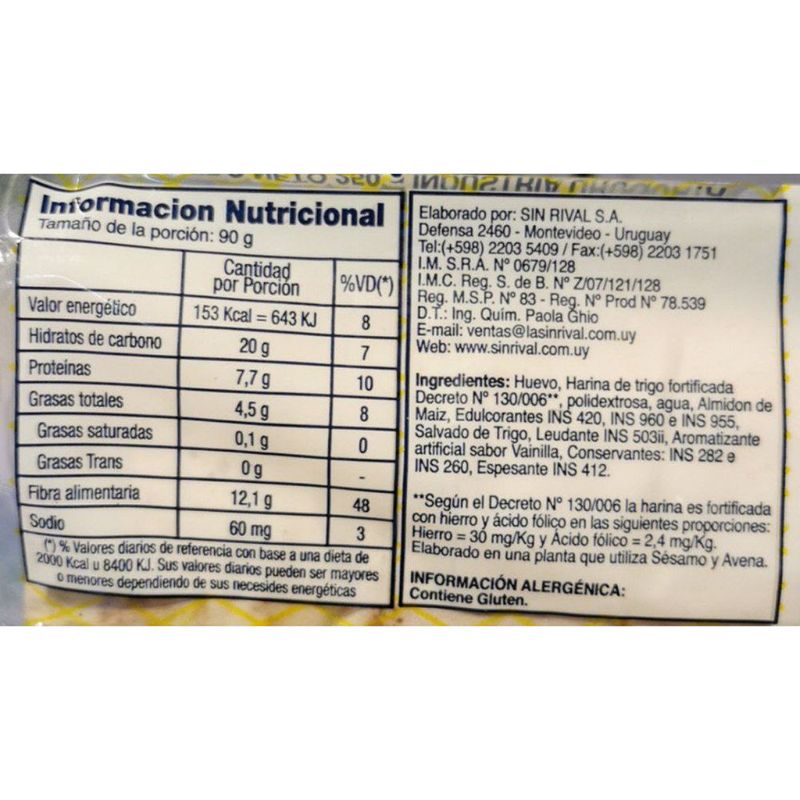 Informacion Nutricional
Tamaño de la porción: 90 g
Cantidad
por Porción
%VD(*)
Valor energético 153 Kcal = 643 KJ 8
Hidratos de carbono 20 g 7
Proteínas 7,7 g 10
Grasas totales 4,5 g 8
Grasas saturadas 0,1 g 0
Grasas Trans 0 g -
Fibra alimentaria 12,1 g 48
Sodio 60 mg 3
(*) % Valores diarios de referencia con base a una dieta de
2000 Kcal u 8400 KJ. Sus valores diarios pueden ser mayores
o menores dependiendo de sus necesides energéticas
Elaborado por: SIN RIVAL S.A.
Defensa 2460 - Montevideo - Uruguay
Tel:(+598) 2203 5409 / Fax:(+598) 2203 1751
I.M. S.R.A. Nº 0679/128
I.M.C. Reg. S. de B. Nº Z/07/121/128
Reg. M.S.P. Nº 83 - Reg. Nº Prod Nº 78.539
D.T.: Ing. Quím. Paola Ghio
E-mail: ventas@lasinrival.com.uy
Web: www.sinrival.com.uy
Ingredientes: Huevo, Harina de trigo fortificada
Decreto Nº 130/006**, polidextrosa, agua, Almidon de
Maiz, Edulcorantes INS 420, INS 960 e INS 955,
Salvado de Trigo, Leudante INS 503ii, Aromatizante
artificial sabor Vainilla, Conservantes: INS 282 e
INS 260, Espesante INS 412.
**Según el Decreto Nº 130/006 la harina es fortificada
con hierro y ácido fólico en las siguientes proporciones:
Hierro = 30 mg/Kg y Ácido fólico = 2,4 mg/Kg.
Elaborado en una planta que utiliza Sésamo y Avena.
INFORMACIÓN ALERGÉNICA:
Contiene Gluten.